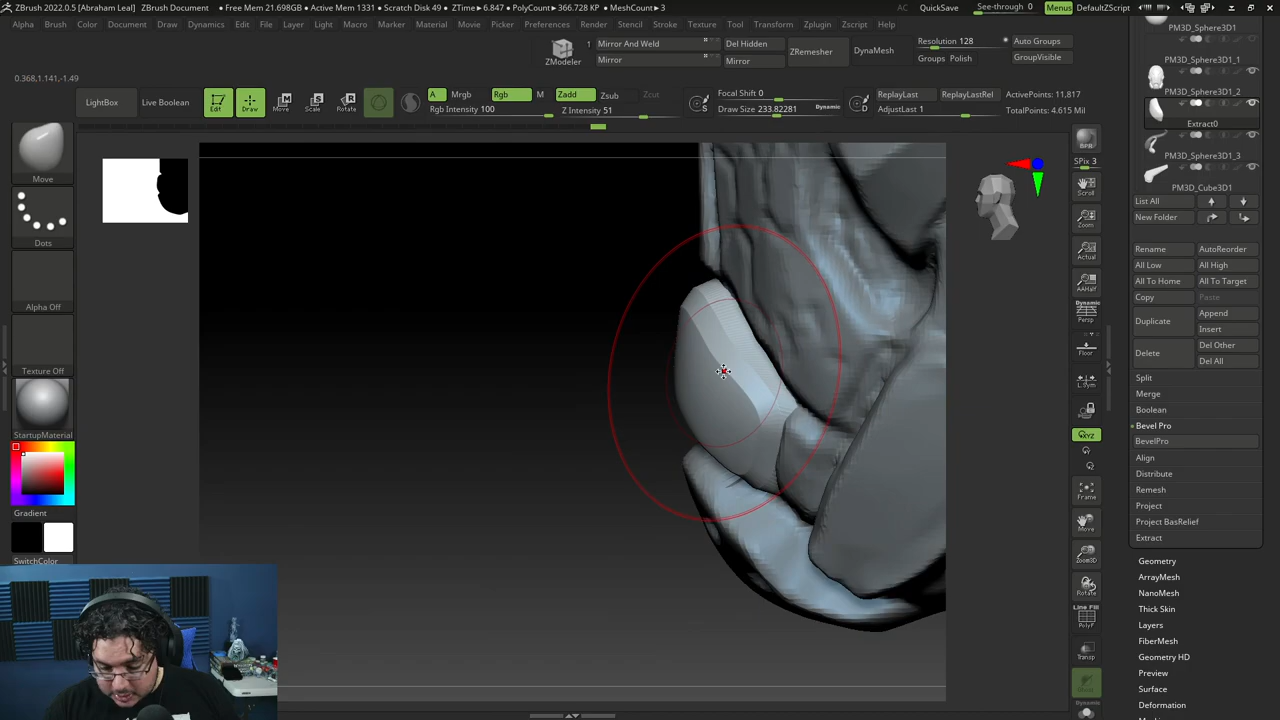 ZBrush 2022.0.5 [Abraham Leal]
ZBrush Document
• Free Mem 21.698GB • Active Mem 1331 • Scratch Disk 49 • ZTime▸6.847 • PolyCount▸366.728 KP • MeshCount▸3
AC
QuickSave
See-through 0
Menus
DefaultZScript
Alpha
Brush
Color
Document
Draw
Dynamics
Edit
File
Layer
Light
Macro
Marker
Material
Movie
Picker
Preferences
Render
Stencil
Stroke
Texture
Tool
Transform
Zplugin
Zscript
Help
0.368,1.141,-1.49
1
ZModeler
Mirror And Weld
Mirror
Del Hidden
Mirror
ZRemesher
DynaMesh
Resolution 128
Groups
Polish
Auto Groups
GroupVisible
LightBox
Live Boolean
Edit
Draw
Move
Scale
Rotate
A
Mrgb
Rgb
M
Rgb Intensity 100
Zadd
Zsub
Zcut
Z Intensity 51
Focal Shift 0
Draw Size 233.82281
Dynamic
S
D
ReplayLast
ReplayLastRel
AdjustLast 1
ActivePoints: 11,817
TotalPoints: 4.615 Mil
Move
Dots
Alpha Off
Texture Off
StartupMaterial
Gradient
SwitchColor
BPR
SPix 3
Scroll
Zoom
Actual
AAHalf
Dynamic
Persp
Floor
L.Sym
XYZ
Frame
Move
Zoom3D
Rotate
Line Fill
PolyF
Transp
Ghost
Dynamic
PM3D_Sphere3D1
PM3D_Sphere3D1_1
PM3D_Sphere3D1_2
Extract0
PM3D_Sphere3D1_3
PM3D_Cube3D1
List All
New Folder
Rename
AutoReorder
All Low
All High
All To Home
All To Target
Copy
Paste
Duplicate
Append
Insert
Delete
Del Other
Del All
Split
Merge
Boolean
Bevel Pro
BevelPro
Align
Distribute
Remesh
Project
Project BasRelief
Extract
Geometry
ArrayMesh
NanoMesh
Thick Skin
Layers
FiberMesh
Geometry HD
Preview
Surface
Deformation